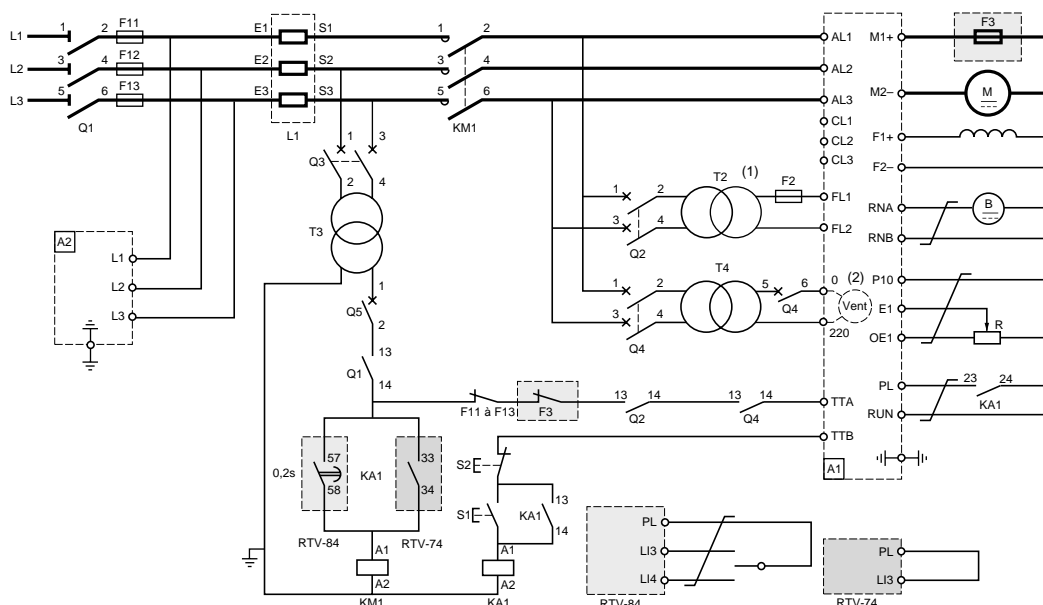 L1
L2
L3
1 2
3 4
5 6
Q1
F11
F12
F13
E1 S1
E2 S2
E3 S3
L1
1 2
3 4
5 6
KM1
AL1
AL2
AL3
CL1
CL2
CL3
FL1
FL2
0
220
TTA
TTB
A1
M1+
M2–
F1+
F2–
RNA
RNB
P10
E1
OE1
PL
RUN
F3
M
B
R
23 24
KA1
1 3
Q3
2 4
T3
A2
L1
L2
L3
1
Q5
2
13
Q1
14
1 2
3 4
Q2
T2 (1)
F2
1 2
3 4
Q4
T4
5 6
Q4
(2)
Vent
F11 à F13
F3
13 14
Q2
13 14
Q4
0,2s
57
58
KA1
33
34
RTV-84
RTV-74
S2
S1
13
KA1
14
A1
A2
KM1
A1
A2
KA1
PL
LI3
LI4
RTV-84
PL
LI3
RTV-74